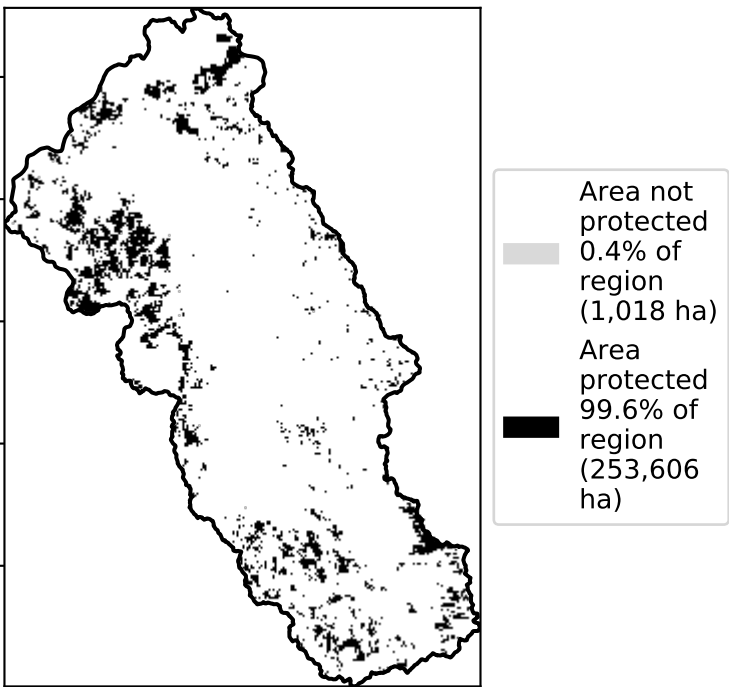 Area not
protected
0.4% of
region
(1,018 ha)
Area
protected
99.6% of
region
(253,606
ha)